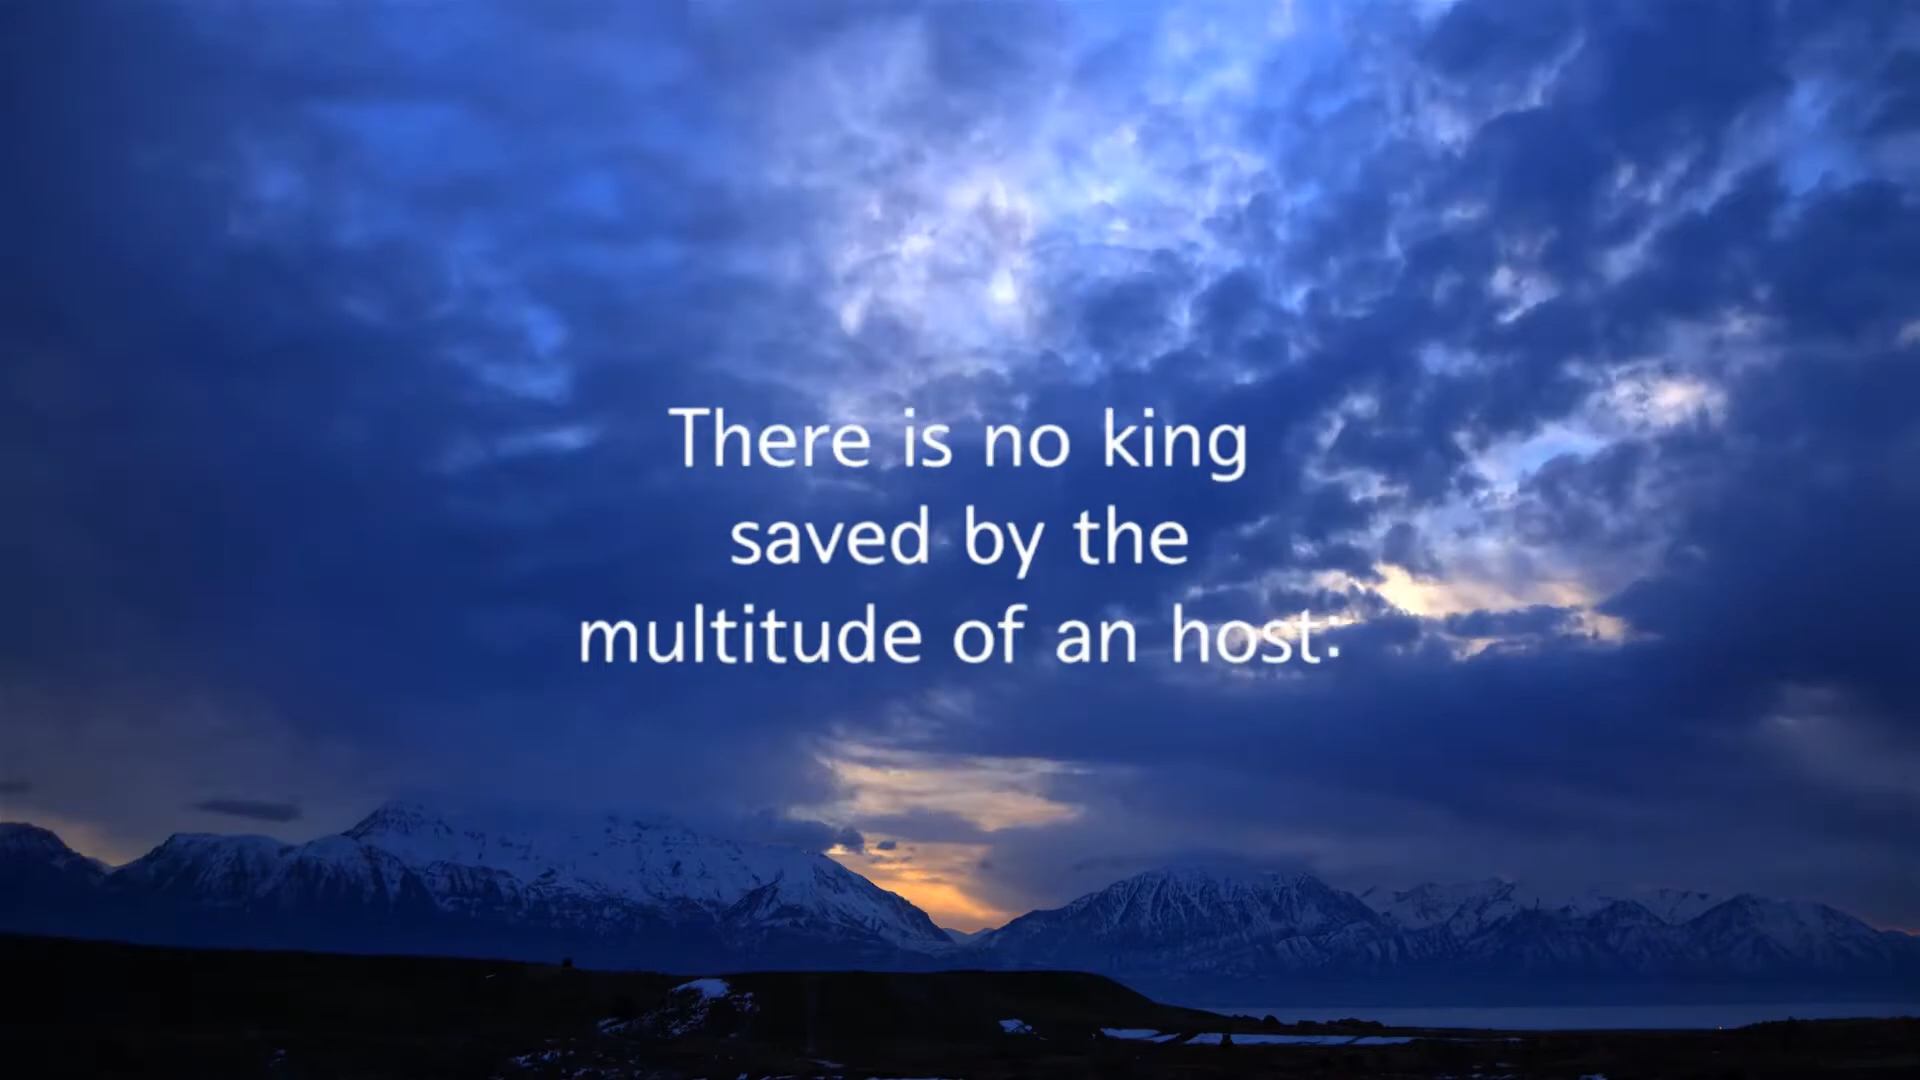 There is no king
saved by the
multitude of an host: